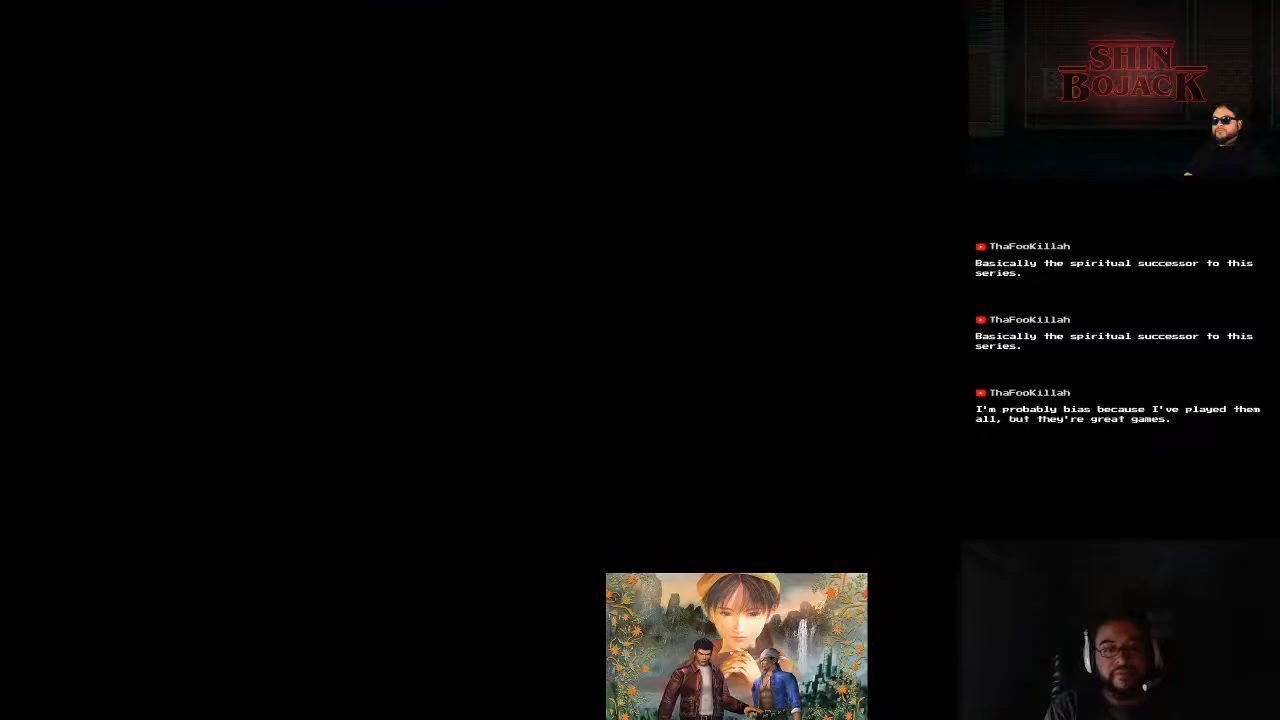 SHIN
BOJACK
ThaFooKillah
Basically the spiritual successor to this
series.
ThaFooKillah
Basically the spiritual successor to this
series.
ThaFooKillah
I'm probably bias because I've played them
all, but they're great games.